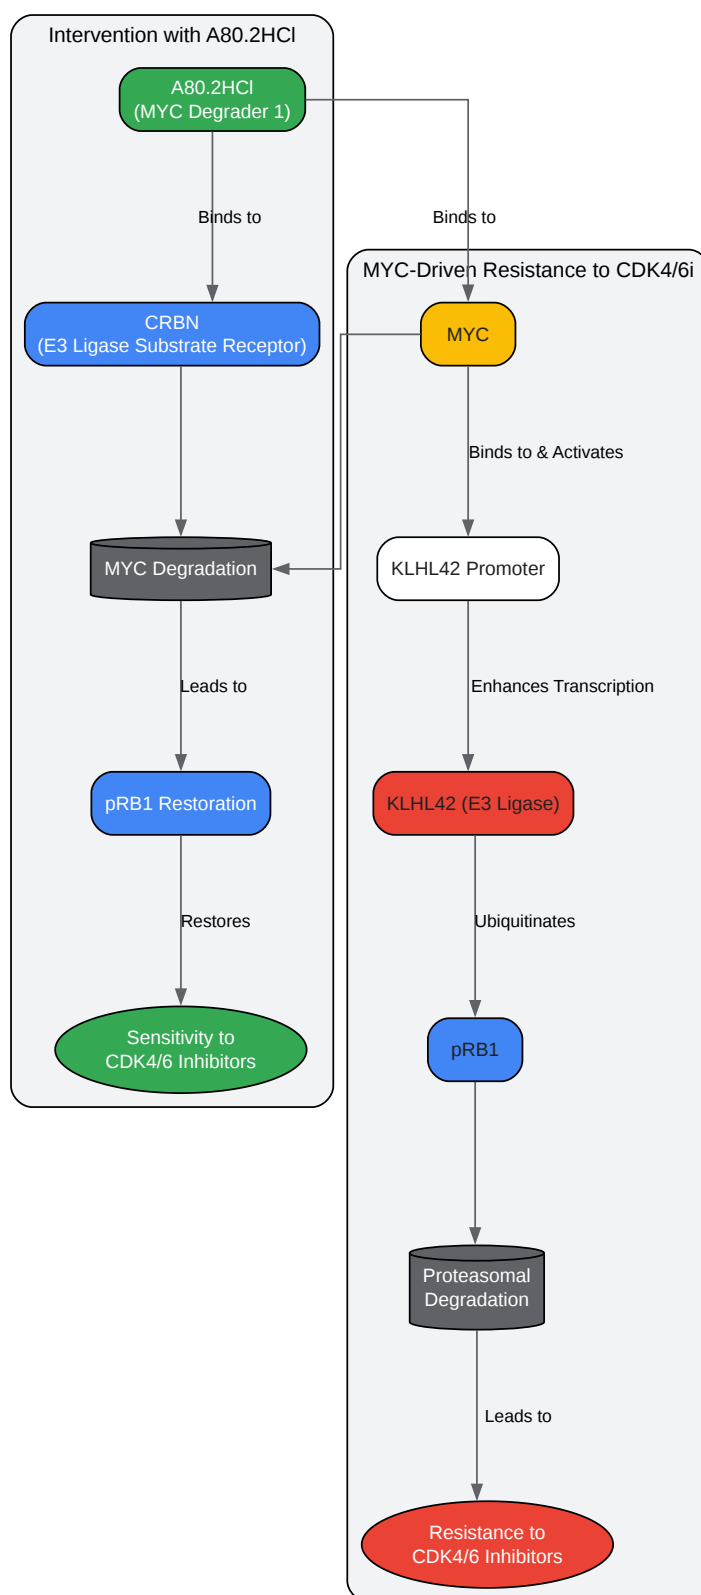 Intervention with A80.2HCl
A80.2HCl
(MYC Degrader 1)
Binds to
Binds to
MYC-Driven Resistance to CDK4/6i
CRBN
(E3 Ligase Substrate Receptor)
MYC
Binds to & Activates
MYC Degradation
KLHL42 Promoter
Leads to
Enhances Transcription
pRB1 Restoration
KLHL42 (E3 Ligase)
Restores
Ubiquitinates
Sensitivity to
CDK4/6 Inhibitors
pRB1
Proteasomal
Degradation
Leads to
Resistance to
CDK4/6 Inhibitors